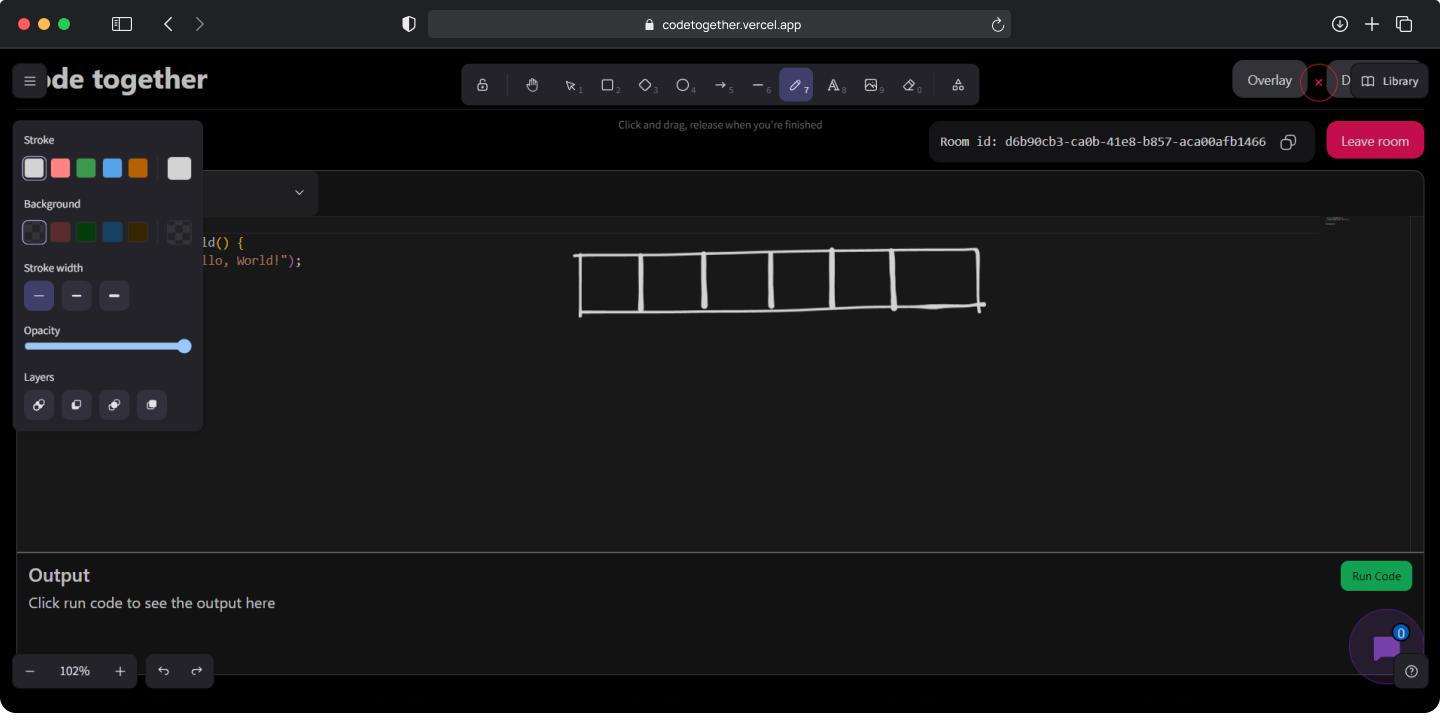 codetogether.vercel.app
ode together
1 2 3 4 5 6 7 8 9 0
Overlay × D Library
Click and drag, release when you're finished
Room id: d6b90cb3-ca0b-41e8-b857-aca00afb1466 Leave room
Stroke
Background
ld() {
llo, World!");
Stroke width
Opacity
Layers
Output
Run Code
Click run code to see the output here
0
102%